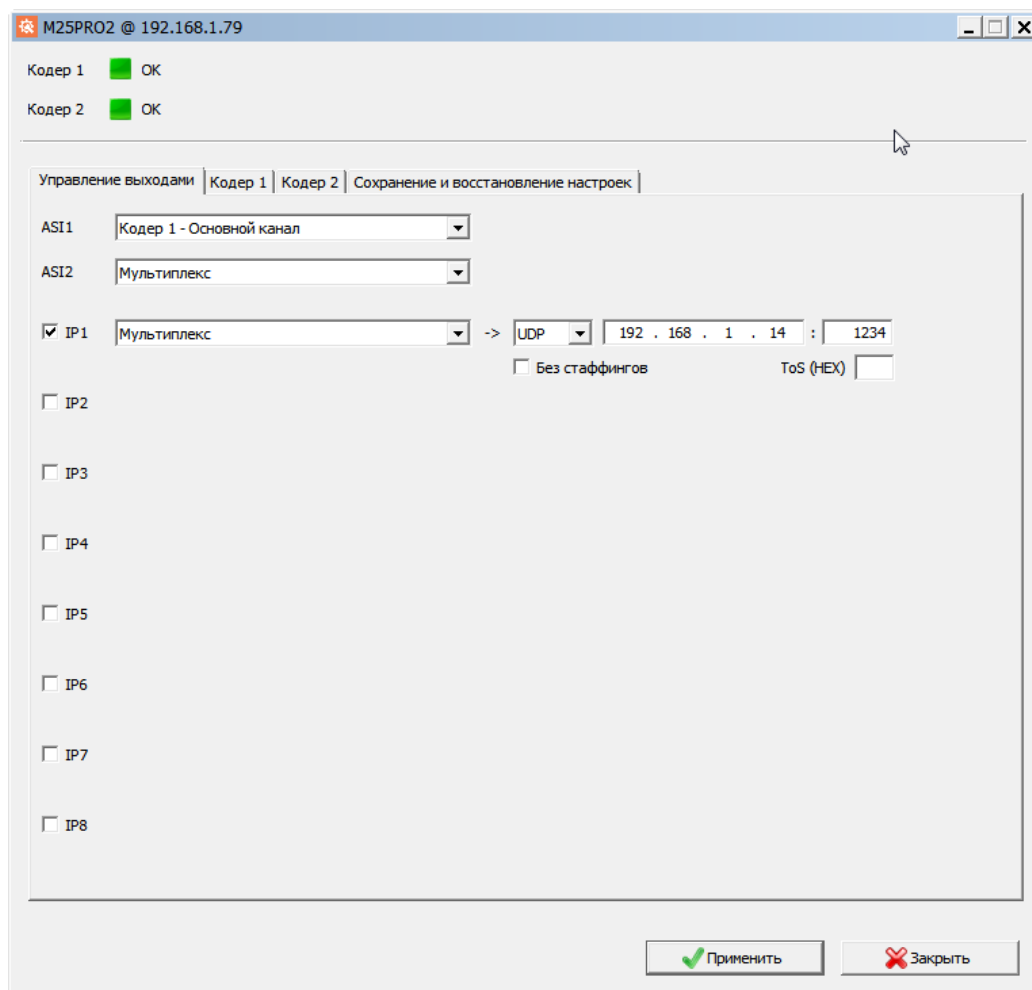 M25PRO2 @ 192.168.1.79
Кодер 1 OK
Кодер 2 OK
Управление выходами Кодер 1 Кодер 2 Сохранение и восстановление настроек
ASI1 Кодер 1 - Основной канал
ASI2 Мультиплекс
IP1 Мультиплекс -> UDP 192 . 168 . 1 . 14 : 1234
Без стаффингов ToS (HEX)
IP2
IP3
IP4
IP5
IP6
IP7
IP8
Применить Закрыть